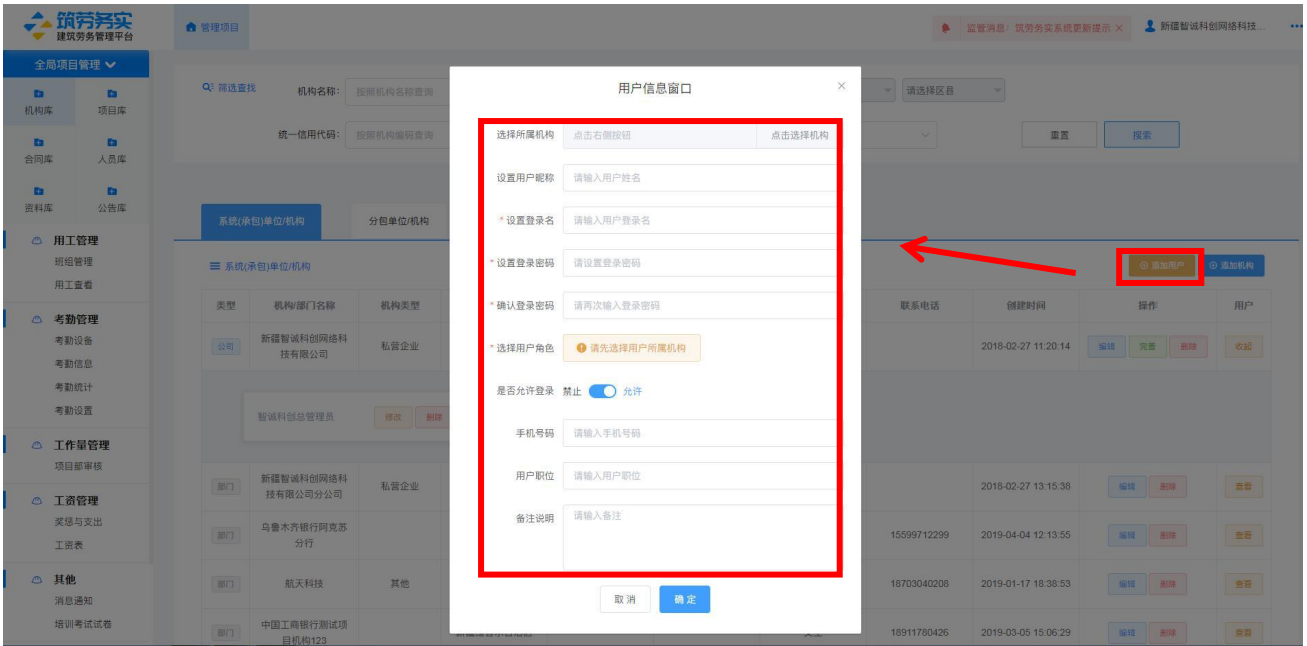 筑劳务实
建筑劳务管理平台
管理项目
监管消息！筑劳务实系统更新提示 ×
新疆智诚科创网络科技...
全局项目管理
机构库
项目库
合同库
人员库
资料库
公告库
用工管理
班组管理
用工查看
考勤管理
考勤设备
考勤信息
考勤统计
考勤设置
工作量管理
项目部审核
工资管理
奖惩与支出
工资表
其他
消息通知
培训考试试卷
筛选查找
机构名称：
按照机构名称查询
请选择区县
统一信用代码：
按照机构编码查询
重置
搜索
系统(承包)单位/机构
分包单位/机构
系统(承包)单位/机构
添加用户
添加机构
类型
机构/部门名称
机构类型
联系电话
创建时间
操作
用户
公司
新疆智诚科创网络科
技有限公司
私营企业
2018-02-27 11:20:14
编辑
完善
删除
收起
智诚科创总管理员
修改
删除
部门
新疆智诚科创网络科
技有限公司分公司
私营企业
2018-02-27 13:15:38
编辑
删除
查看
部门
乌鲁木齐银行阿克苏
分行
15599712299
2019-04-04 12:13:55
编辑
删除
查看
部门
航天科技
其他
18703040208
2019-01-17 18:38:53
编辑
删除
查看
部门
中国工商银行测试项
目机构123
18911780426
2019-03-05 15:06:29
编辑
删除
查看
用户信息窗口
×
选择所属机构
点击右侧按钮
点击选择机构
设置用户昵称
请输入用户姓名
* 设置登录名
请输入用户登录名
* 设置登录密码
请设置登录密码
* 确认登录密码
请再次输入登录密码
* 选择用户角色
请先选择用户所属机构
是否允许登录
禁止
允许
手机号码
请输入手机号码
用户职位
请输入用户职位
备注说明
请输入备注
取消
确定